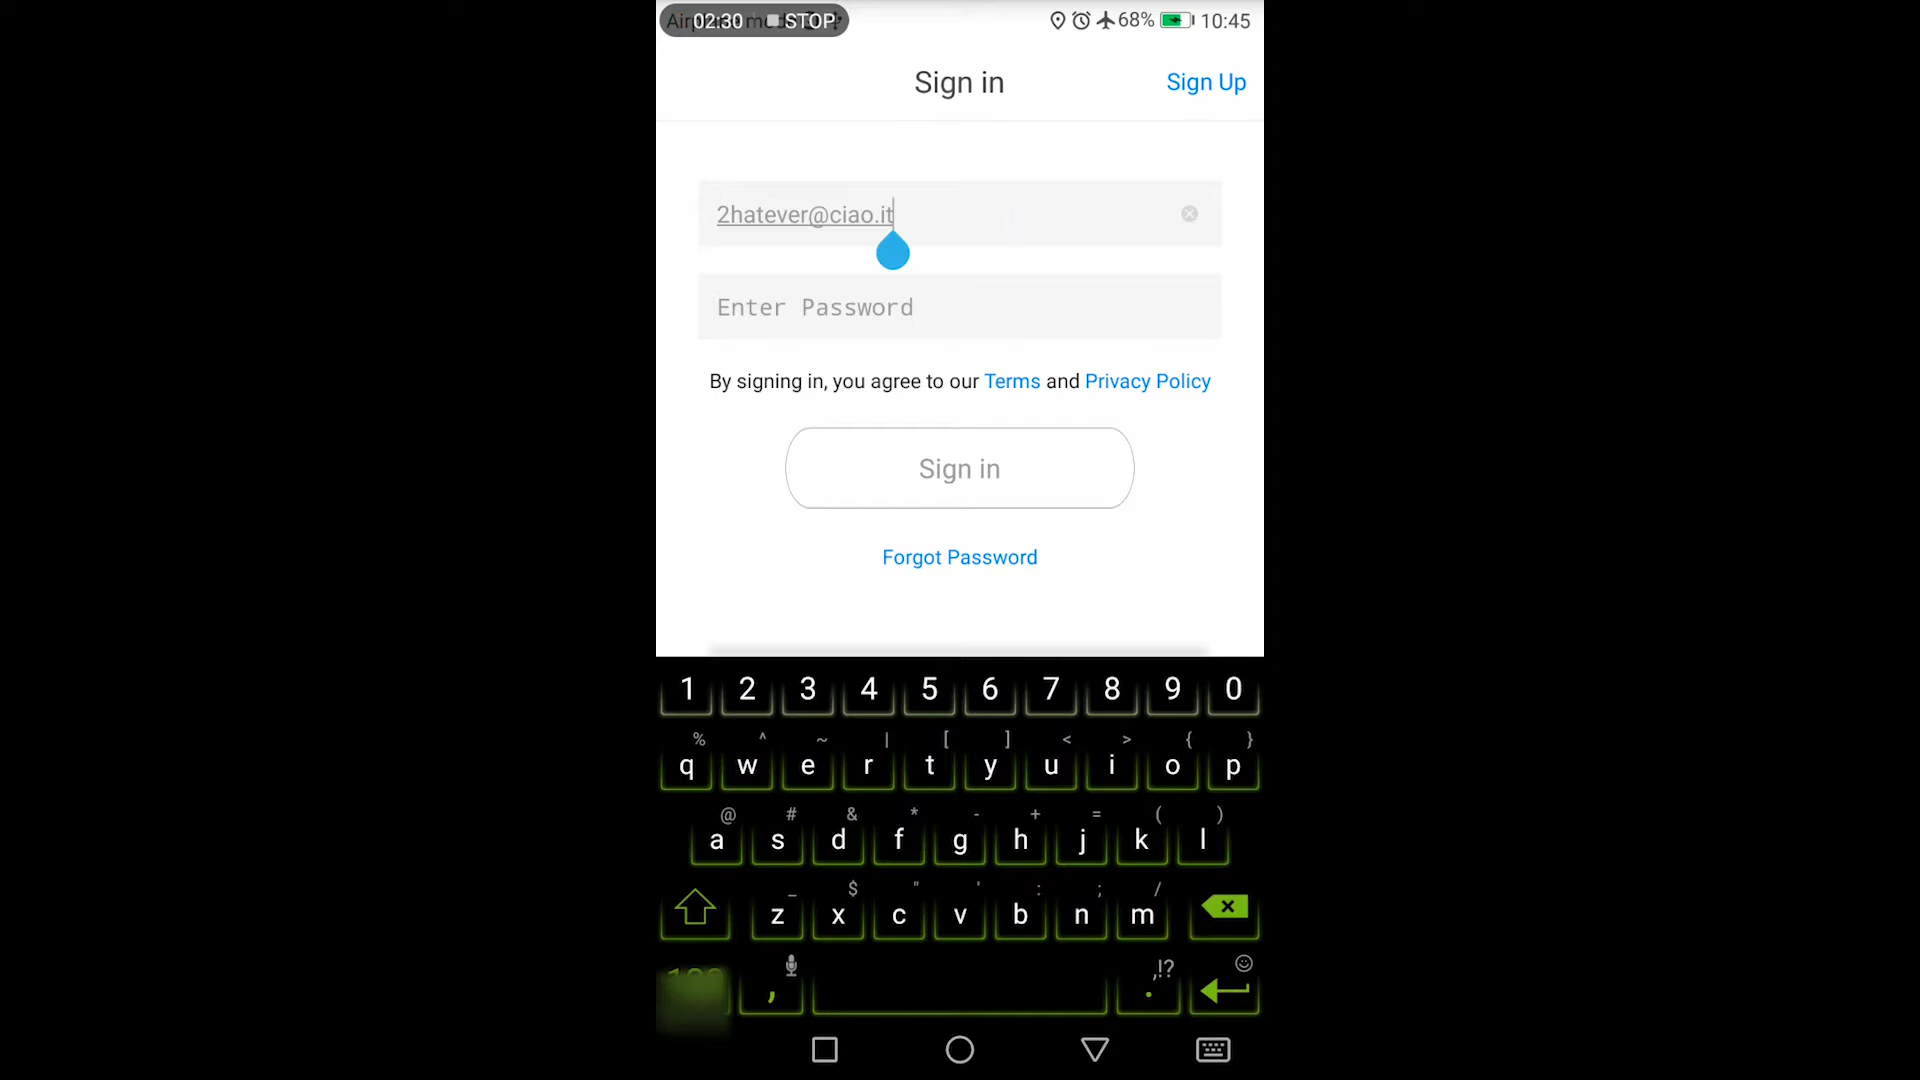 02:30 STOP 68% 10:45
Sign in Sign Up
2hatever@ciao.it
Enter Password
By signing in, you agree to our Terms and Privacy Policy
Sign in
Forgot Password
1 2 3 4 5 6 7 8 9 0
% ^ ~ | [ ] < > { }
q w e r t y u i o p
@ # & * - + = ( )
a s d f g h j k l
_ $ " ' : ; /
z x c v b n m
,!?
, .